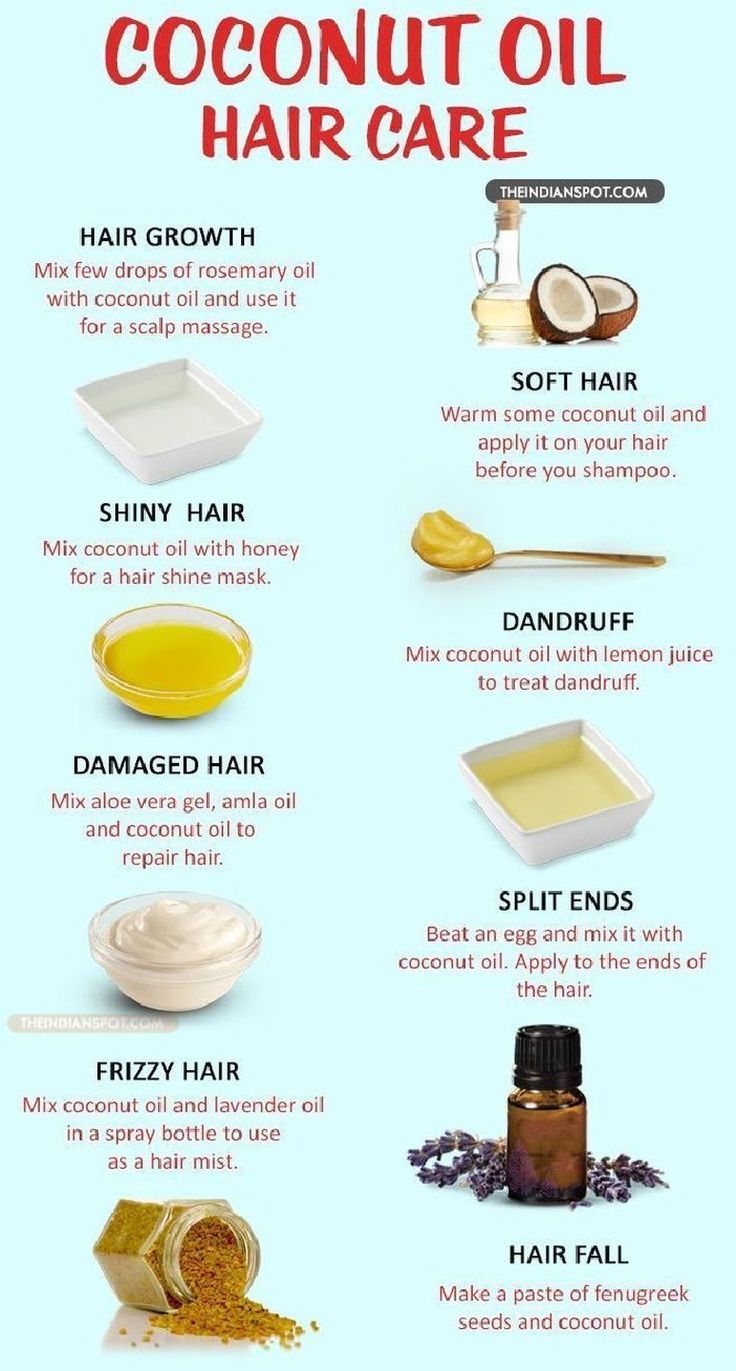 COCONUT OIL
HAIR CARE
THEINDIANSPOT.COM
HAIR GROWTH
Mix few drops of rosemary oil
with coconut oil and use it
for a scalp massage.
SOFT HAIR
Warm some coconut oil and
apply it on your hair
before you shampoo.
SHINY HAIR
Mix coconut oil with honey
for a hair shine mask.
DANDRUFF
Mix coconut oil with lemon juice
to treat dandruff.
DAMAGED HAIR
Mix aloe vera gel, amla oil
and coconut oil to
repair hair.
SPLIT ENDS
Beat an egg and mix it with
coconut oil. Apply to the ends of
the hair.
THEINDIANSPOT.COM
FRIZZY HAIR
Mix coconut oil and lavender oil
in a spray bottle to use
as a hair mist.
HAIR FALL
Make a paste of fenugreek
seeds and coconut oil.